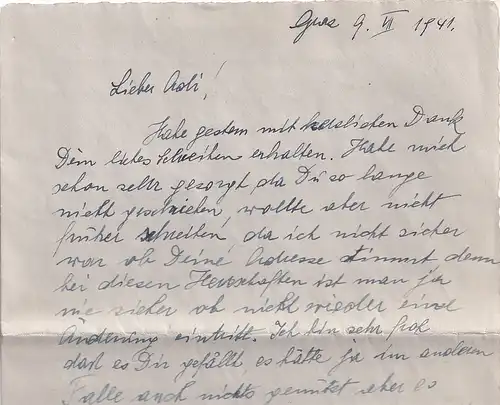 Graz 9. VI 1941.
Lieber Adi!
Habe gestern mit herzlichen Dank
Dein liebes Schreiben erhalten. Habe mich
schon sehr gesorgt, da Du so lange
nicht geschrieben, wollte aber nicht
früher schreiben, da ich nicht sicher
war ob Deine Adresse stimmt denn
bei diesen Herrschaften ist man ja
nie sicher ob nicht wieder eine
Änderung eintritt. Ich bin sehr froh
daß es Dir gefällt, es hätte ja im anderen
Falle auch nichts genützt aber es